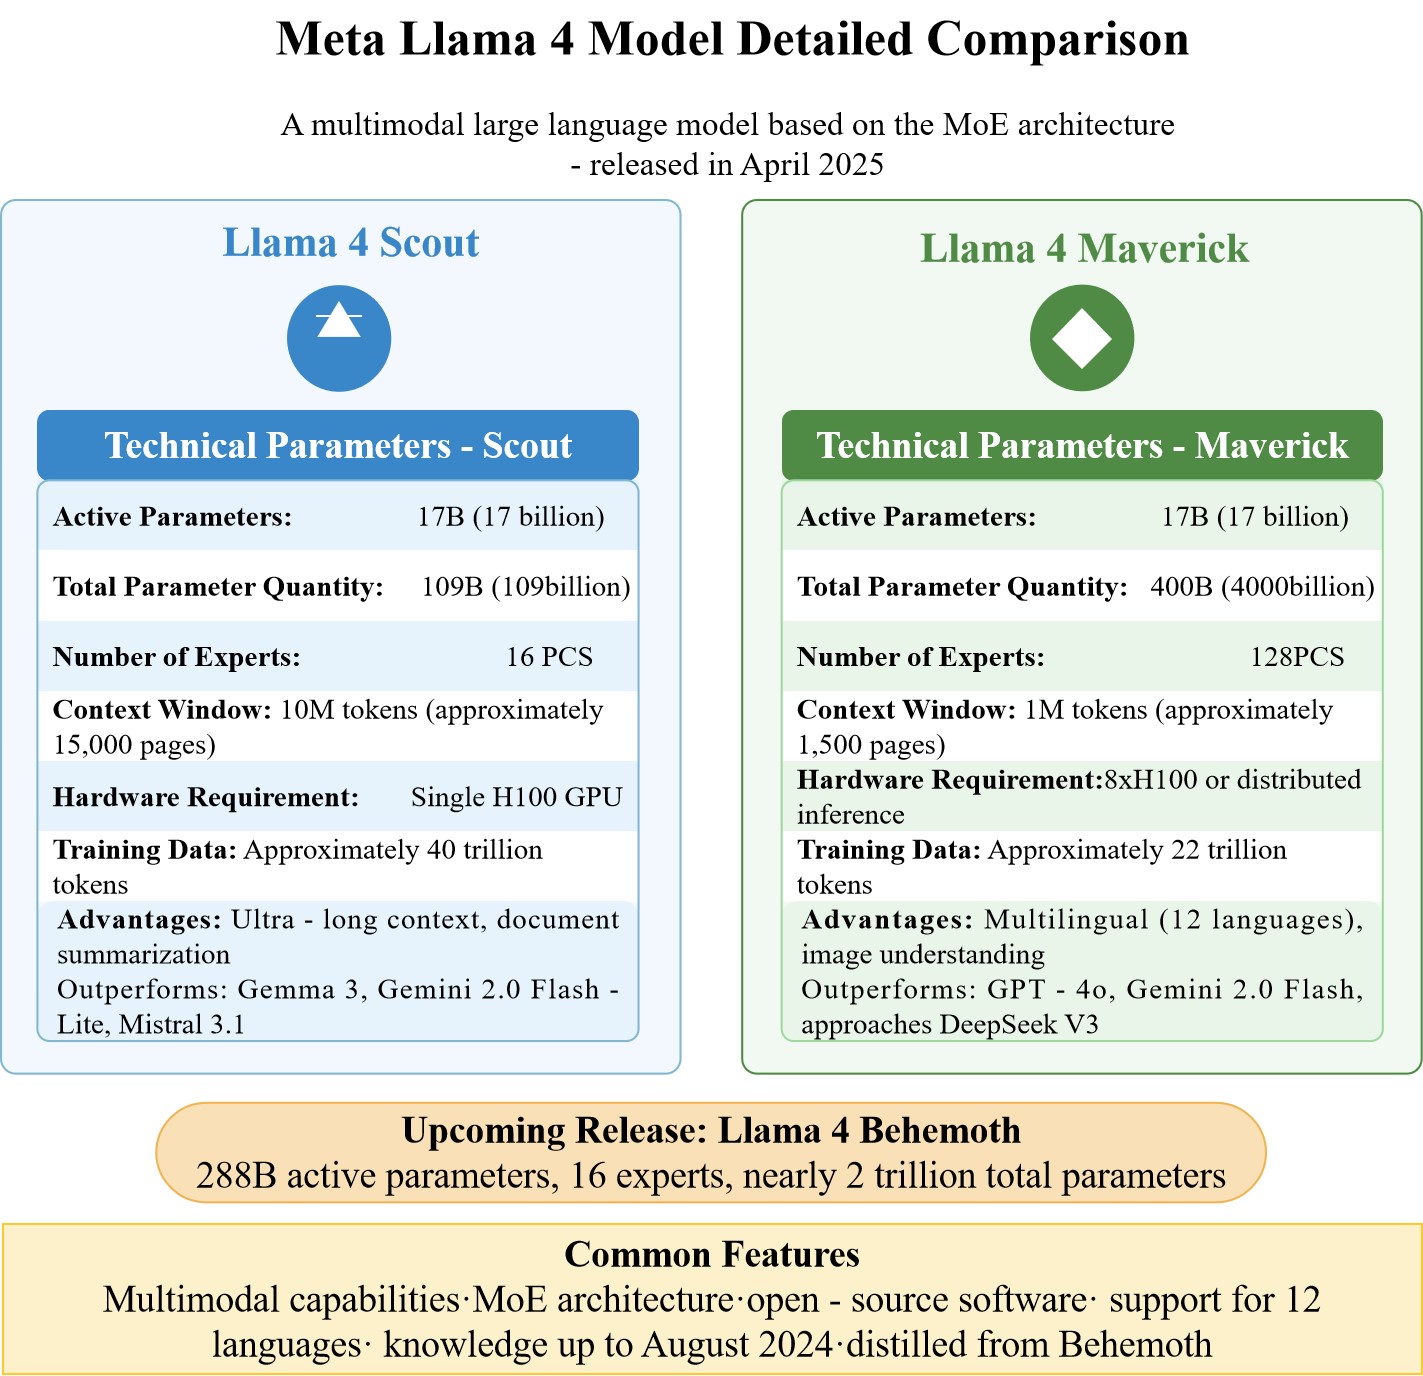 Meta Llama 4 Model Detailed Comparison
A multimodal large language model based on the MoE architecture
- released in April 2025
Llama 4 Scout
Technical Parameters - Scout
Active Parameters: 17B (17 billion)
Total Parameter Quantity: 109B (109billion)
Number of Experts: 16 PCS
Context Window: 10M tokens (approximately
15,000 pages)
Hardware Requirement: Single H100 GPU
Training Data: Approximately 40 trillion
tokens
Advantages: Ultra - long context, document
summarization
Outperforms: Gemma 3, Gemini 2.0 Flash -
Lite, Mistral 3.1
Llama 4 Maverick
Technical Parameters - Maverick
Active Parameters: 17B (17 billion)
Total Parameter Quantity: 400B (4000billion)
Number of Experts: 128PCS
Context Window: 1M tokens (approximately
1,500 pages)
Hardware Requirement:8xH100 or distributed
inference
Training Data: Approximately 22 trillion
tokens
Advantages: Multilingual (12 languages),
image understanding
Outperforms: GPT - 4o, Gemini 2.0 Flash,
approaches DeepSeek V3
Upcoming Release: Llama 4 Behemoth
288B active parameters, 16 experts, nearly 2 trillion total parameters
Common Features
Multimodal capabilities·MoE architecture·open - source software· support for 12
languages· knowledge up to August 2024·distilled from Behemoth